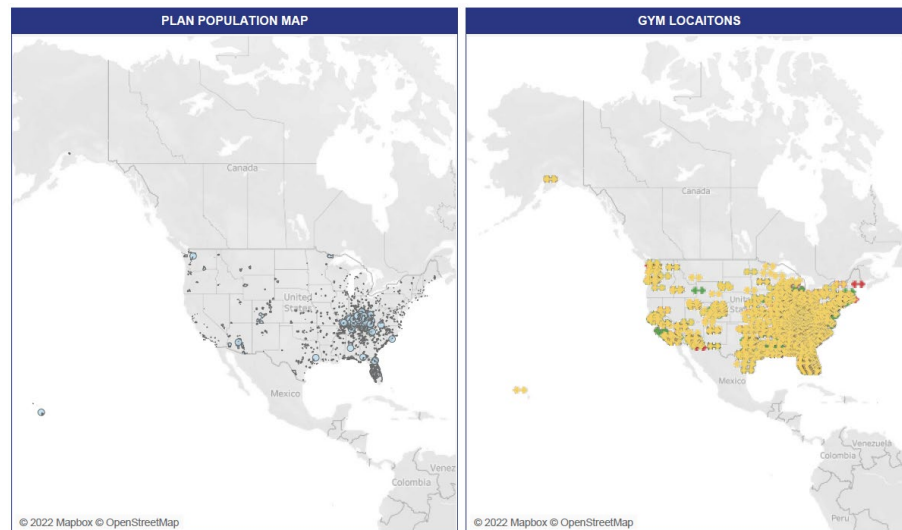 PLAN POPULATION MAP
Canada
United
States
Mexico
Venez
Colombia
© 2022 Mapbox © OpenStreetMap
GYM LOCAITONS
Canada
United
Mexico
Venezuela
Colombia
Peru
© 2022 Mapbox © OpenStreetMap